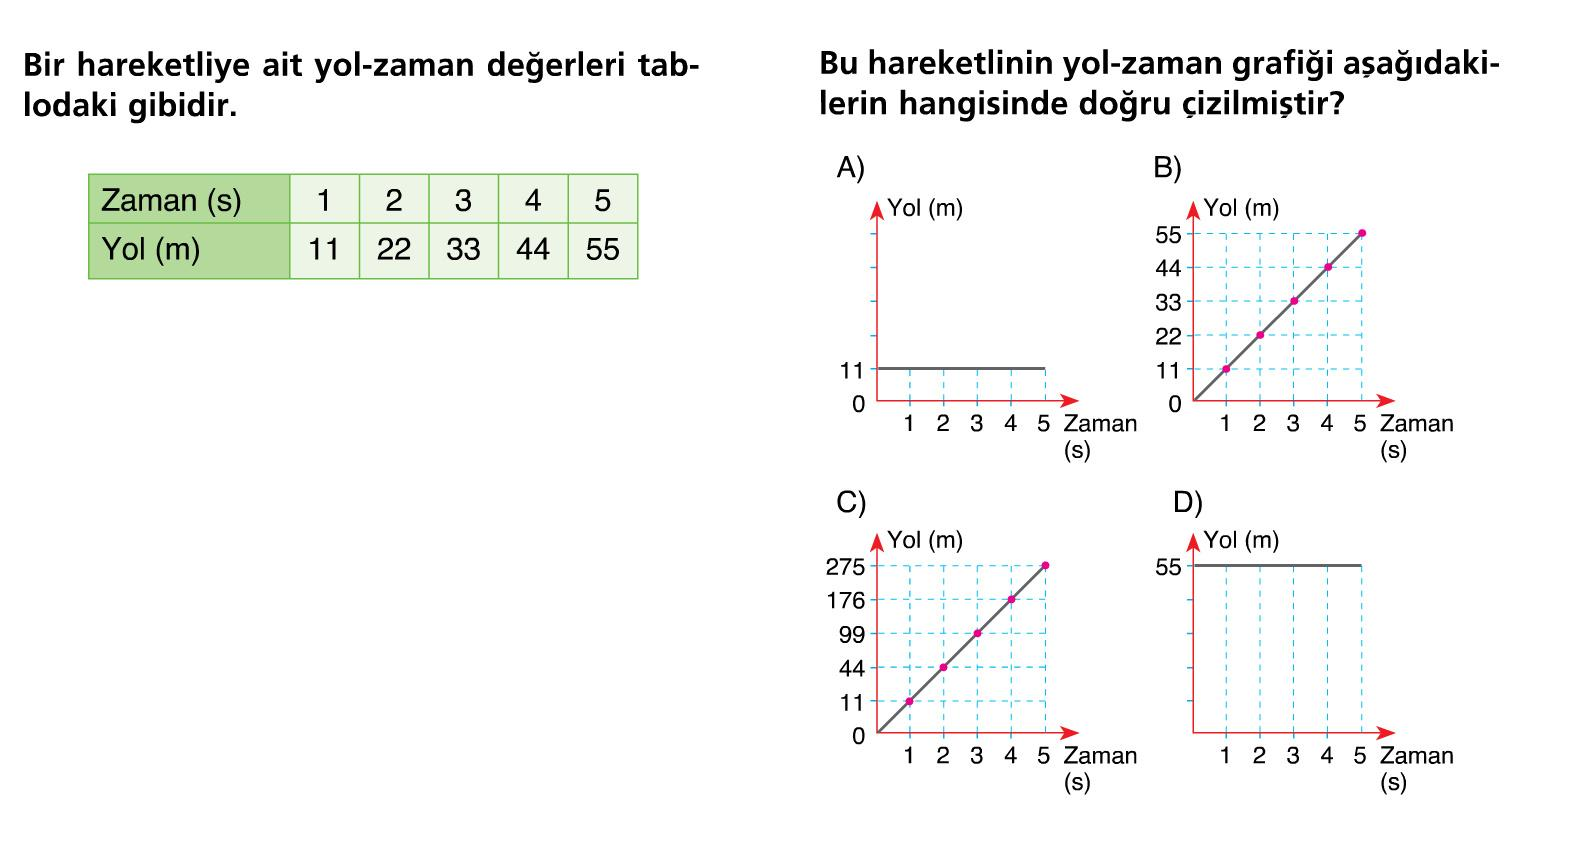 Bir hareketliye ait yol-zaman değerleri tab-
lodaki gibidir.
Zaman (s) 1 2 3 4 5
Yol (m) 11 22 33 44 55
Bu hareketlinin yol-zaman grafiği aşağıdaki-
lerin hangisinde doğru çizilmiştir?
A)
Yol (m)
11
0
1 2 3 4 5 Zaman
(s)
B)
Yol (m)
55
44
33
22
11
0
1 2 3 4 5 Zaman
(s)
C)
Yol (m)
275
176
99
44
11
0
1 2 3 4 5 Zaman
(s)
D)
Yol (m)
55
1 2 3 4 5 Zaman
(s)